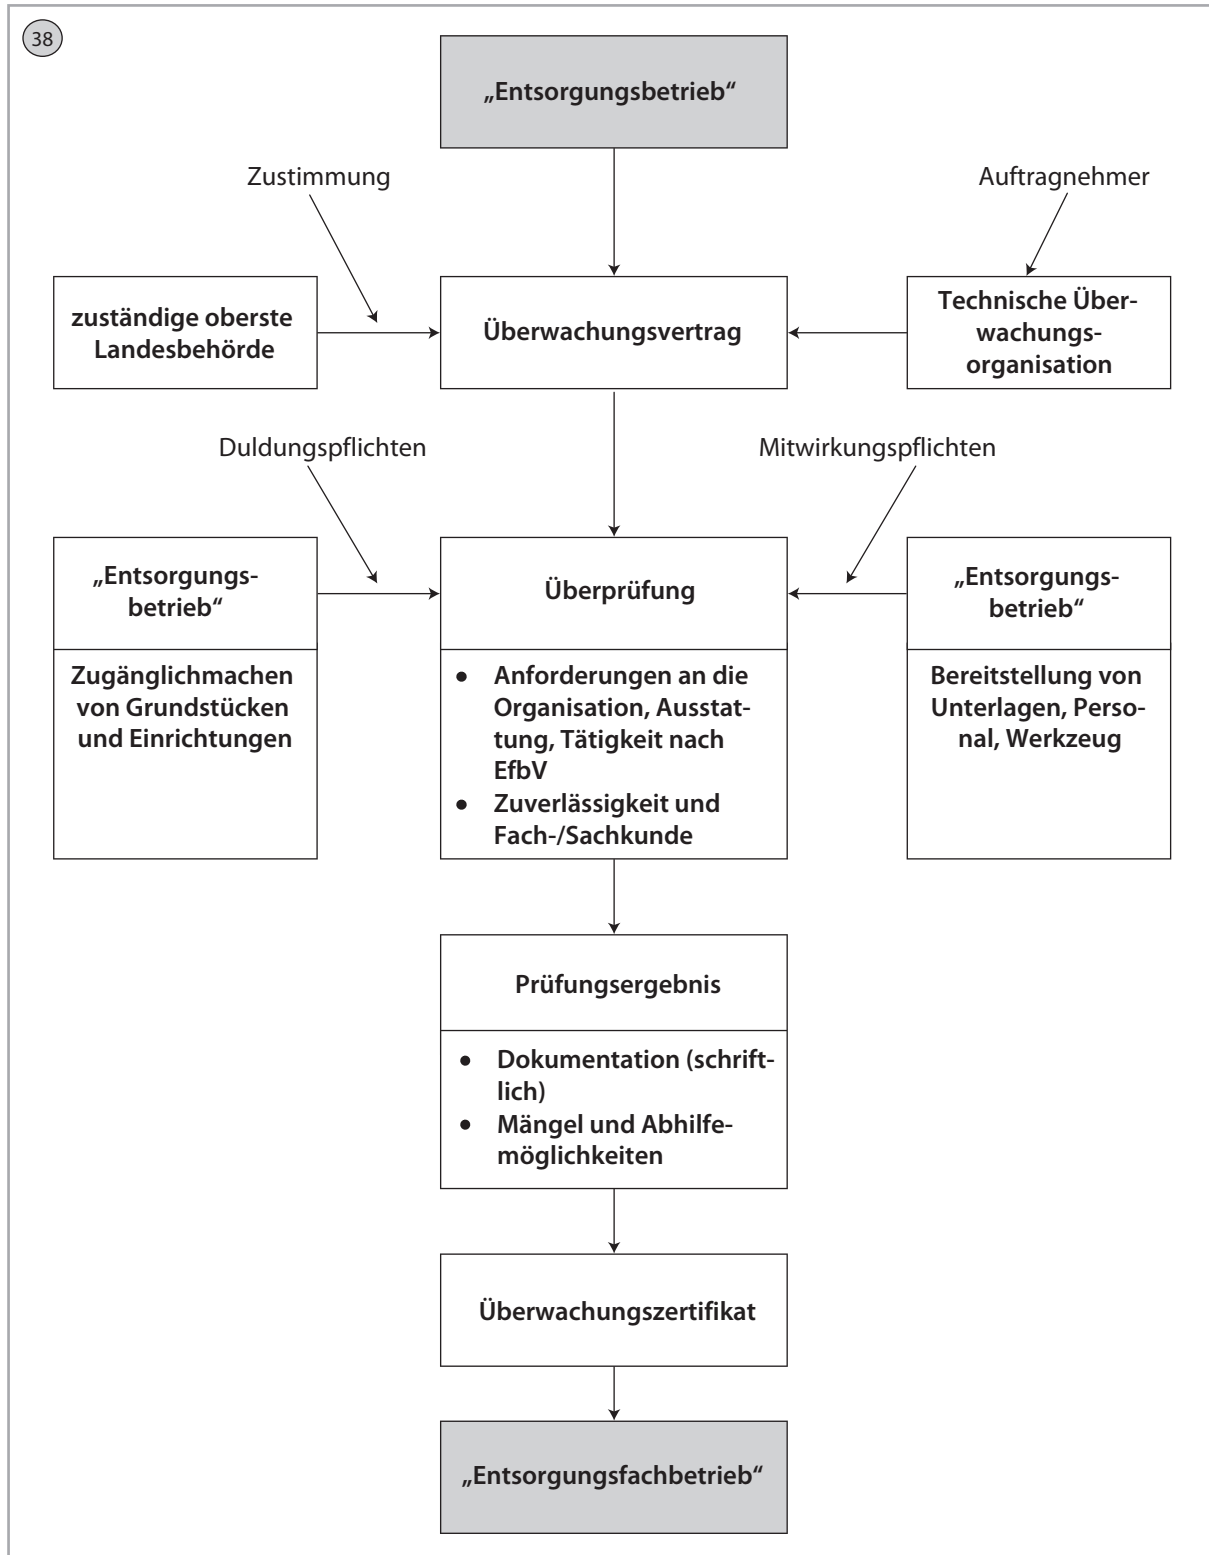 38
„Entsorgungsbetrieb“
Zustimmung
Auftragnehmer
zuständige oberste
Landesbehörde
Überwachungsvertrag
Technische Über-
wachungs-
organisation
Duldungspflichten
Mitwirkungspflichten
„Entsorgungs-
betrieb“
Zugänglichmachen
von Grundstücken
und Einrichtungen
Überprüfung
● Anforderungen an die
Organisation, Ausstat-
tung, Tätigkeit nach
EfbV
● Zuverlässigkeit und
Fach-/Sachkunde
„Entsorgungs-
betrieb“
Bereitstellung von
Unterlagen, Perso-
nal, Werkzeug
Prüfungsergebnis
● Dokumentation (schrift-
lich)
● Mängel und Abhilfe-
möglichkeiten
Überwachungszertifikat
„Entsorgungsfachbetrieb“